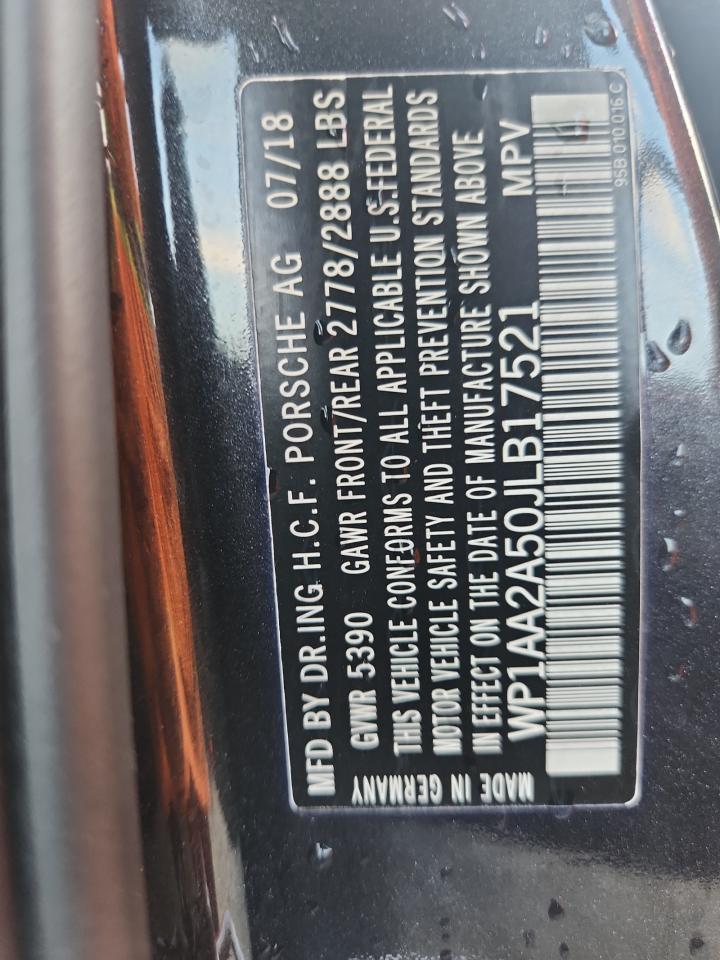 MFD BY DR.ING H.C.F. PORSCHE AG 07/18
GVWR 5390 GAWR FRONT/REAR 2778/2888 LBS
THIS VEHICLE CONFORMS TO ALL APPLICABLE U.S.FEDERAL
MOTOR VEHICLE SAFETY AND THEFT PREVENTION STANDARDS
IN EFFECT ON THE DATE OF MANUFACTURE SHOWN ABOVE
WP1AA2A50JLB17521 MPV
95B 010 016 C
MADE IN GERMANY